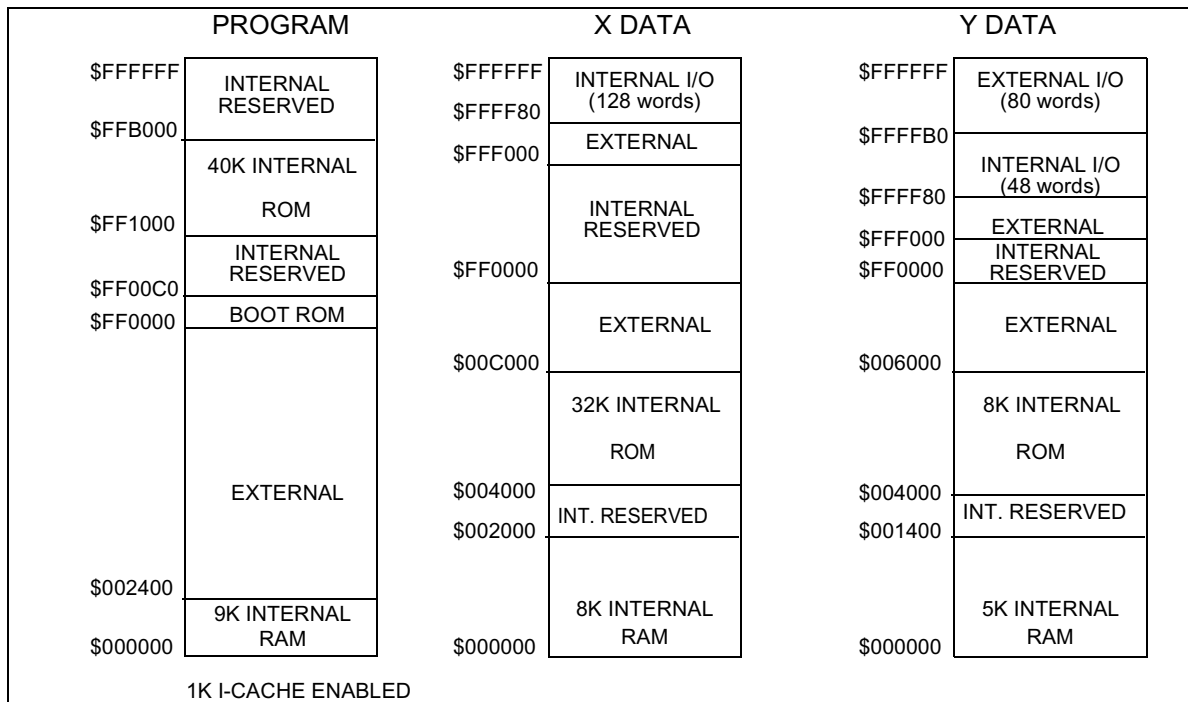 PROGRAM
$FFFFFF
INTERNAL
RESERVED
$FFB000
40K INTERNAL
ROM
$FF1000
INTERNAL
RESERVED
$FF00C0
BOOT ROM
$FF0000
EXTERNAL
$002400
9K INTERNAL
RAM
$000000
1K I-CACHE ENABLED
X DATA
$FFFFFF
INTERNAL I/O
(128 words)
$FFFF80
EXTERNAL
$FFF000
INTERNAL
RESERVED
$FF0000
EXTERNAL
$00C000
32K INTERNAL
ROM
$004000
INT. RESERVED
$002000
8K INTERNAL
RAM
$000000
Y DATA
$FFFFFF
EXTERNAL I/O
(80 words)
$FFFFB0
INTERNAL I/O
(48 words)
$FFFF80
EXTERNAL
$FFF000
INTERNAL
RESERVED
$FF0000
EXTERNAL
$006000
8K INTERNAL
ROM
$004000
INT. RESERVED
$001400
5K INTERNAL
RAM
$000000